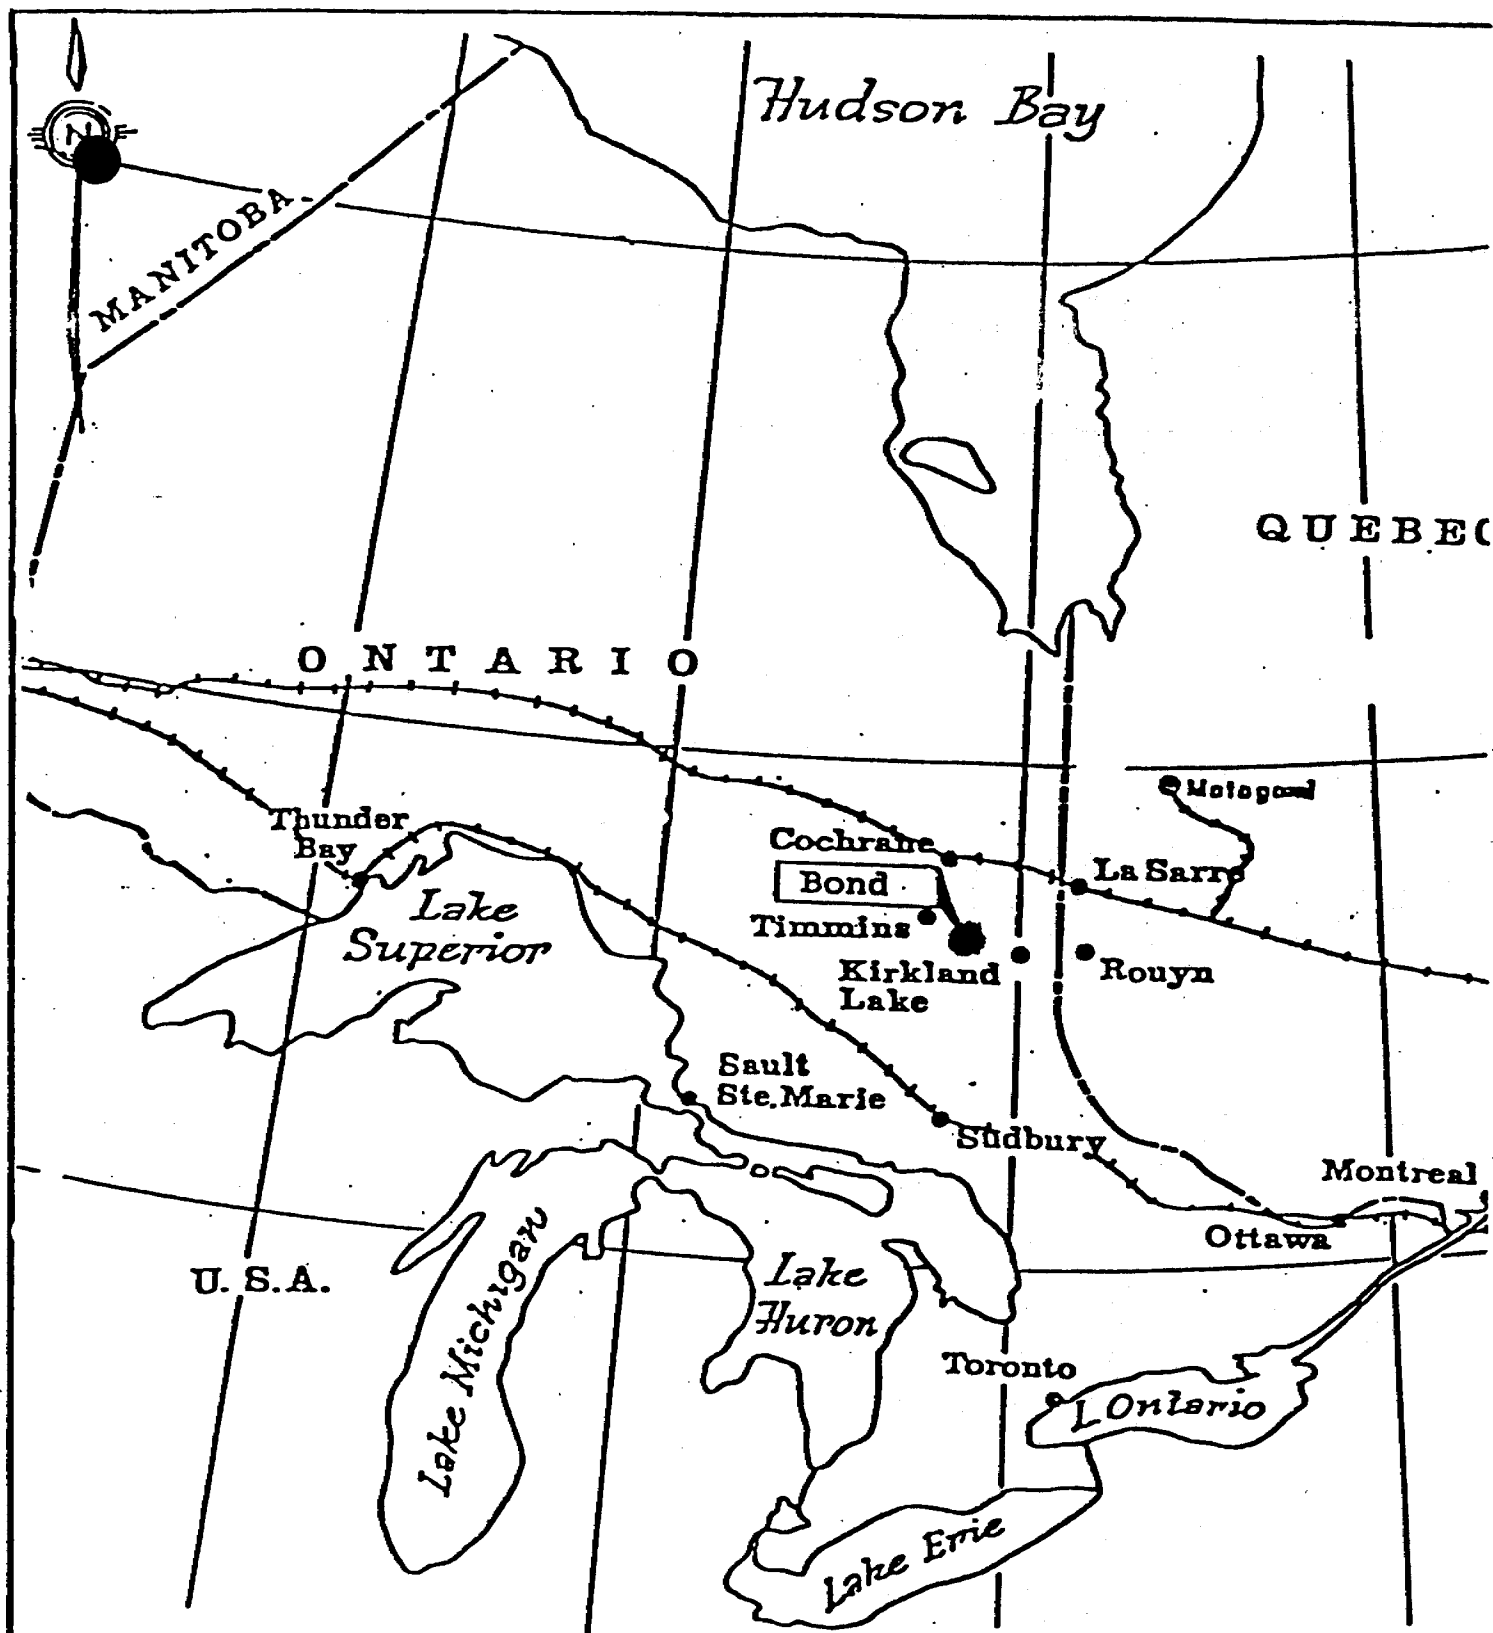 Hudson Bay
N
MANITOBA
QUEBEC
ONTARIO
Thunder
Bay
Cochrane
Bond
La Sarre
Timmins
Lake
Superior
Kirkland
Lake
Rouyn
Sault
Ste. Marie
Sudbury
Montreal
Ottawa
U.S.A.
Lake Michigan
Lake
Huron
Toronto
L Ontario
Lake Erie